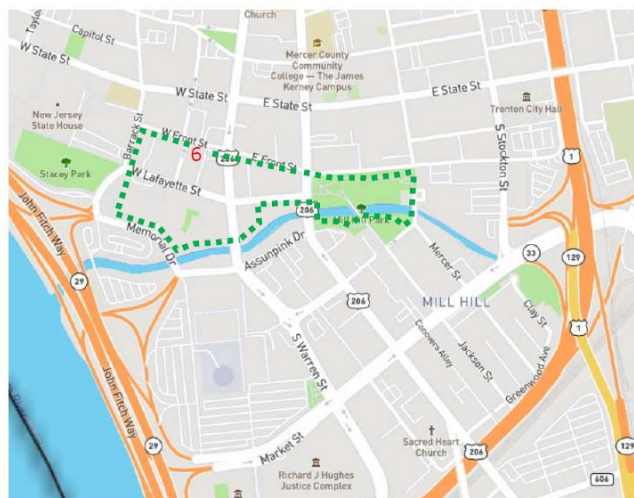 Church
Taylo
Capitol St
W State St
Mercer County
Community
College — The James
Kerney Campus
W State St
E State St
E State St
New Jersey
State House
Trenton City Hall
Barrack St
W Front St
6
206
E Front St
S Stockton St
1
Stacey Park
W Lafayette St
John Fitch Way
206
Mill Hill Park
Memorial Dr
Assunpink Dr
Mercer St
33
129
29
206
MILL HILL
Clay St
1
S Warren St
Conovers Alley
Jackson St
Greenwood Ave
John Fitch Way
29
Market St
Sacred Heart
Church
206
129
Richard J Hughes
Justice Complex
606